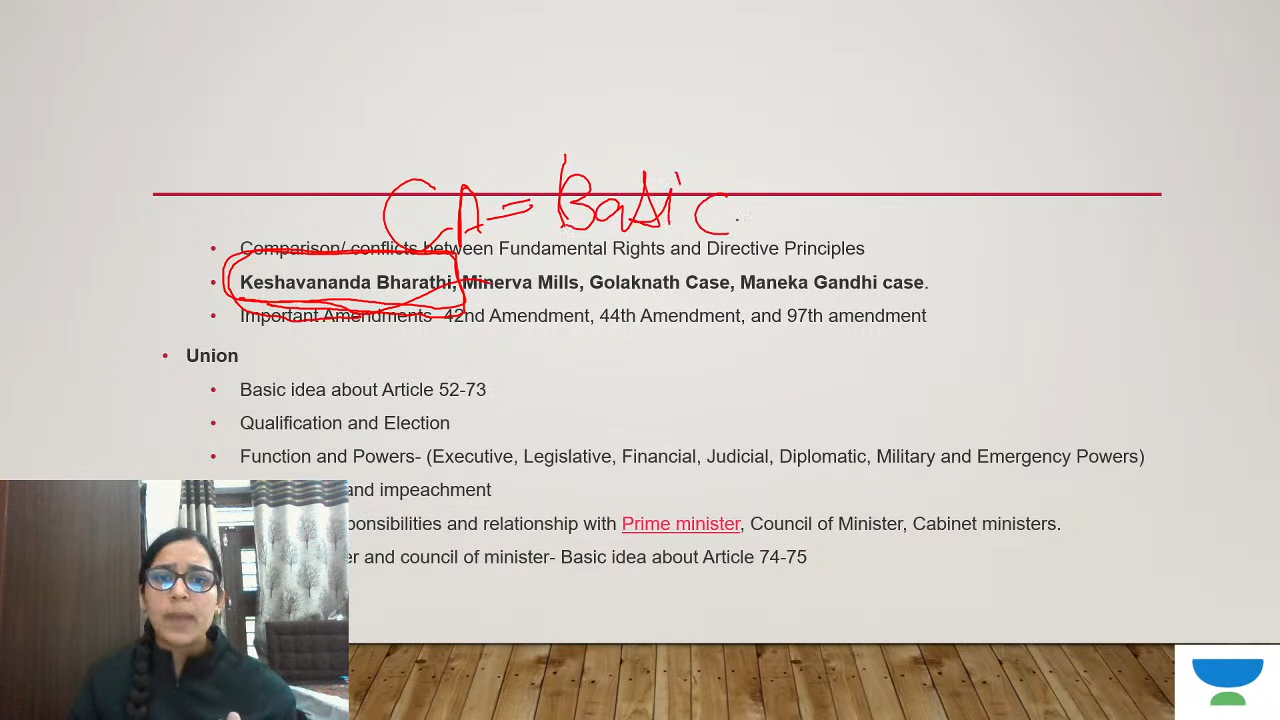 CA = Basic
Comparison/ conflicts between Fundamental Rights and Directive Principles
Keshavananda Bharathi, Minerva Mills, Golaknath Case, Maneka Gandhi case.
Important Amendments 42nd Amendment, 44th Amendment, and 97th amendment
Union
Basic idea about Article 52-73
Qualification and Election
Function and Powers- (Executive, Legislative, Financial, Judicial, Diplomatic, Military and Emergency Powers)
and impeachment
ponsibilities and relationship with Prime minister, Council of Minister, Cabinet ministers.
er and council of minister- Basic idea about Article 74-75